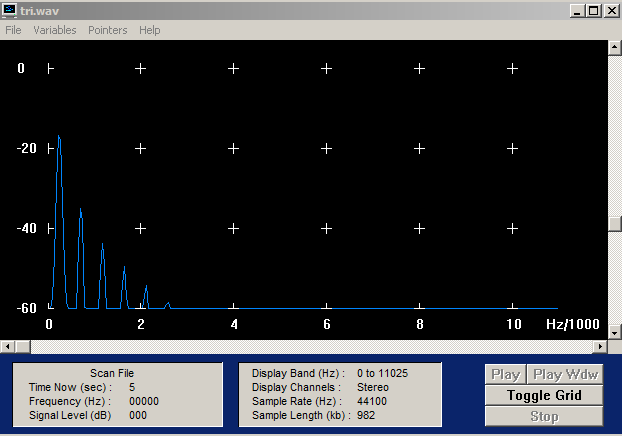 tri.wav
File Variables Pointers Help
0
-20
-40
-60
0 2 4 6 8 10 Hz/1000
Scan File
Time Now (sec) : 5
Frequency (Hz) : 00000
Signal Level (dB) 000
Display Band (Hz) : 0 to 11025
Display Channels : Stereo
Sample Rate (Hz) : 44100
Sample Length (kb) : 982
Play Play Wdw
Toggle Grid
Stop